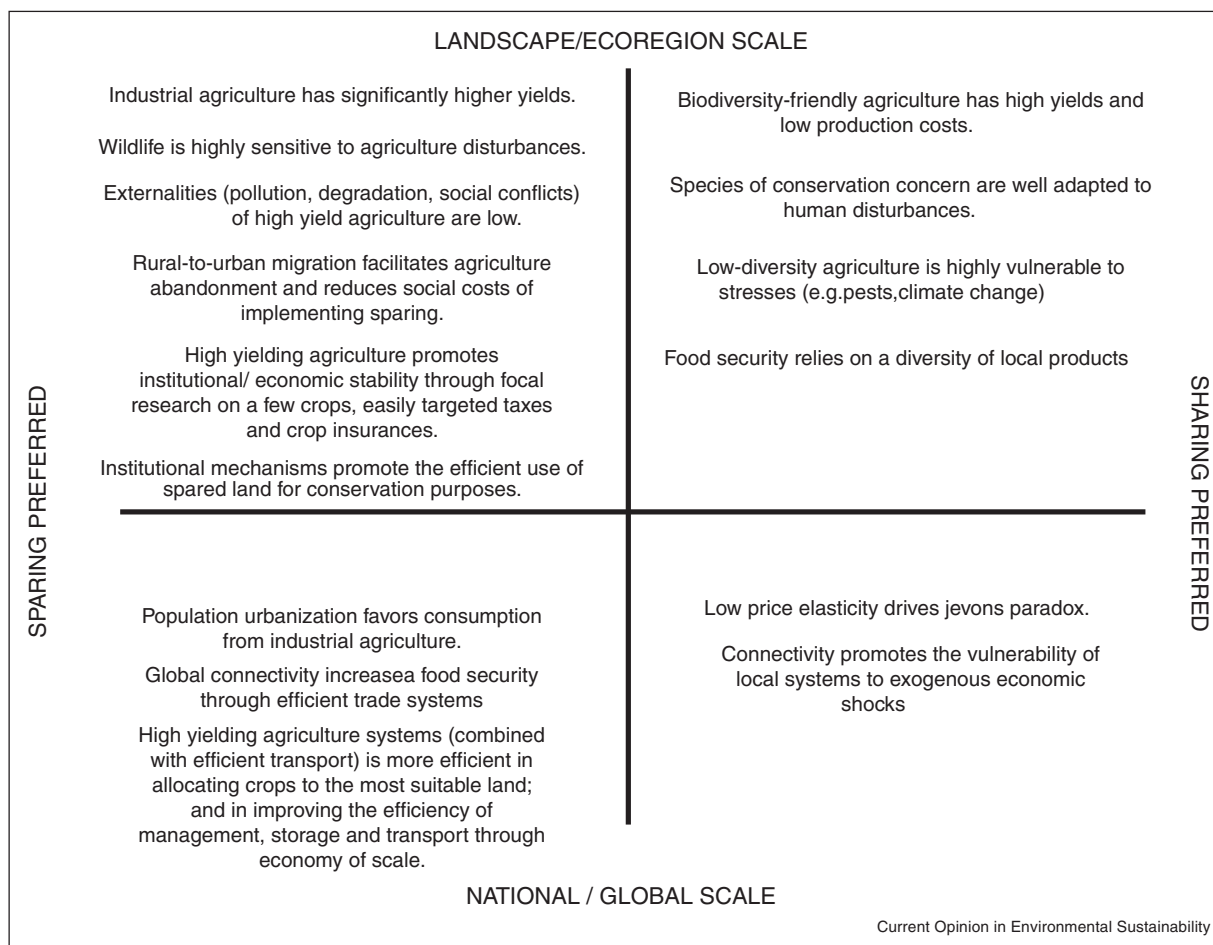 LANDSCAPE/ECOREGION SCALE
Industrial agriculture has significantly higher yields.
Wildlife is highly sensitive to agriculture disturbances.
Externalities (pollution, degradation, social conflicts)
of high yield agriculture are low.
Rural-to-urban migration facilitates agriculture
abandonment and reduces social costs of
implementing sparing.
High yielding agriculture promotes
institutional/ economic stability through focal
research on a few crops, easily targeted taxes
and crop insurances.
Institutional mechanisms promote the efficient use of
spared land for conservation purposes.
Biodiversity-friendly agriculture has high yields and
low production costs.
Species of conservation concern are well adapted to
human disturbances.
Low-diversity agriculture is highly vulnerable to
stresses (e.g.pests,climate change)
Food security relies on a diversity of local products
SPARING PREFERRED
SHARING PREFERRED
Population urbanization favors consumption
from industrial agriculture.
Global connectivity increasea food security
through efficient trade systems
High yielding agriculture systems (combined
with efficient transport) is more efficient in
allocating crops to the most suitable land;
and in improving the efficiency of
management, storage and transport through
economy of scale.
Low price elasticity drives jevons paradox.
Connectivity promotes the vulnerability of
local systems to exogenous economic
shocks
NATIONAL / GLOBAL SCALE
Current Opinion in Environmental Sustainability